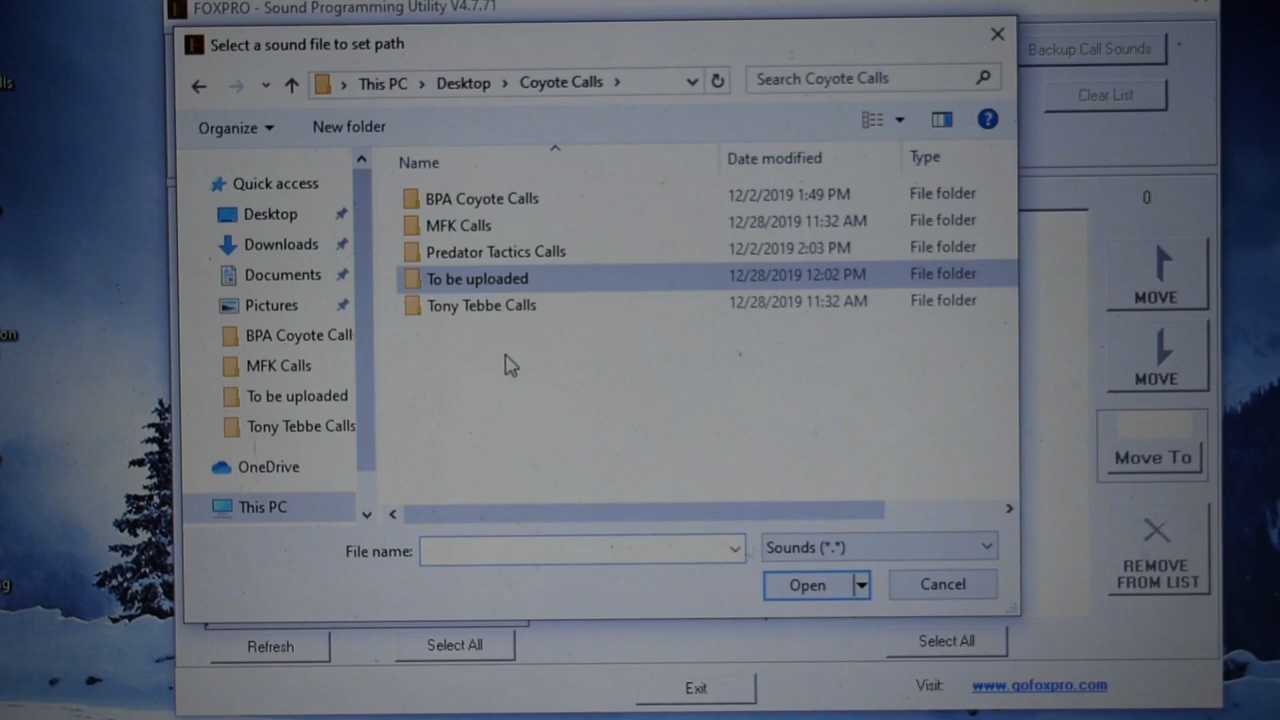 FOXPRO - Sound Programming Utility V4.7.71
Select a sound file to set path
Backup Call Sounds
This PC > Desktop > Coyote Calls >
Search Coyote Calls
Clear List
Organize
New folder
Name
Date modified
Type
Quick access
Desktop
Downloads
Documents
Pictures
BPA Coyote Call
MFK Calls
To be uploaded
Tony Tebbe Calls
OneDrive
This PC
BPA Coyote Calls 12/2/2019 1:49 PM File folder
MFK Calls 12/28/2019 11:32 AM File folder
Predator Tactics Calls 12/2/2019 2:03 PM File folder
To be uploaded 12/28/2019 12:02 PM File folder
Tony Tebbe Calls 12/28/2019 11:32 AM File folder
0
MOVE
MOVE
Move To
REMOVE
FROM LIST
File name:
Sounds (*.*)
Open
Cancel
Refresh
Select All
Select All
Exit
Visit:
www.gofoxpro.com